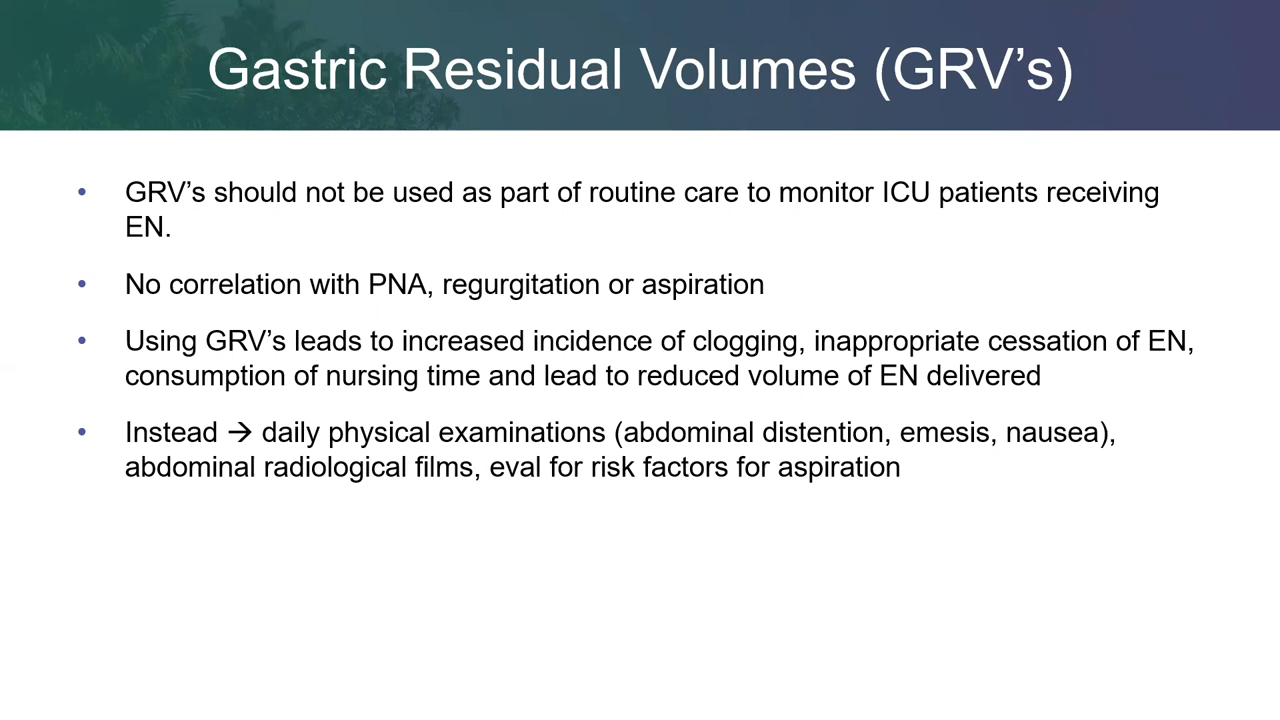 Gastric Residual Volumes (GRV’s)
• GRV’s should not be used as part of routine care to monitor ICU patients receiving
EN.
• No correlation with PNA, regurgitation or aspiration
• Using GRV’s leads to increased incidence of clogging, inappropriate cessation of EN,
consumption of nursing time and lead to reduced volume of EN delivered
• Instead → daily physical examinations (abdominal distention, emesis, nausea),
abdominal radiological films, eval for risk factors for aspiration